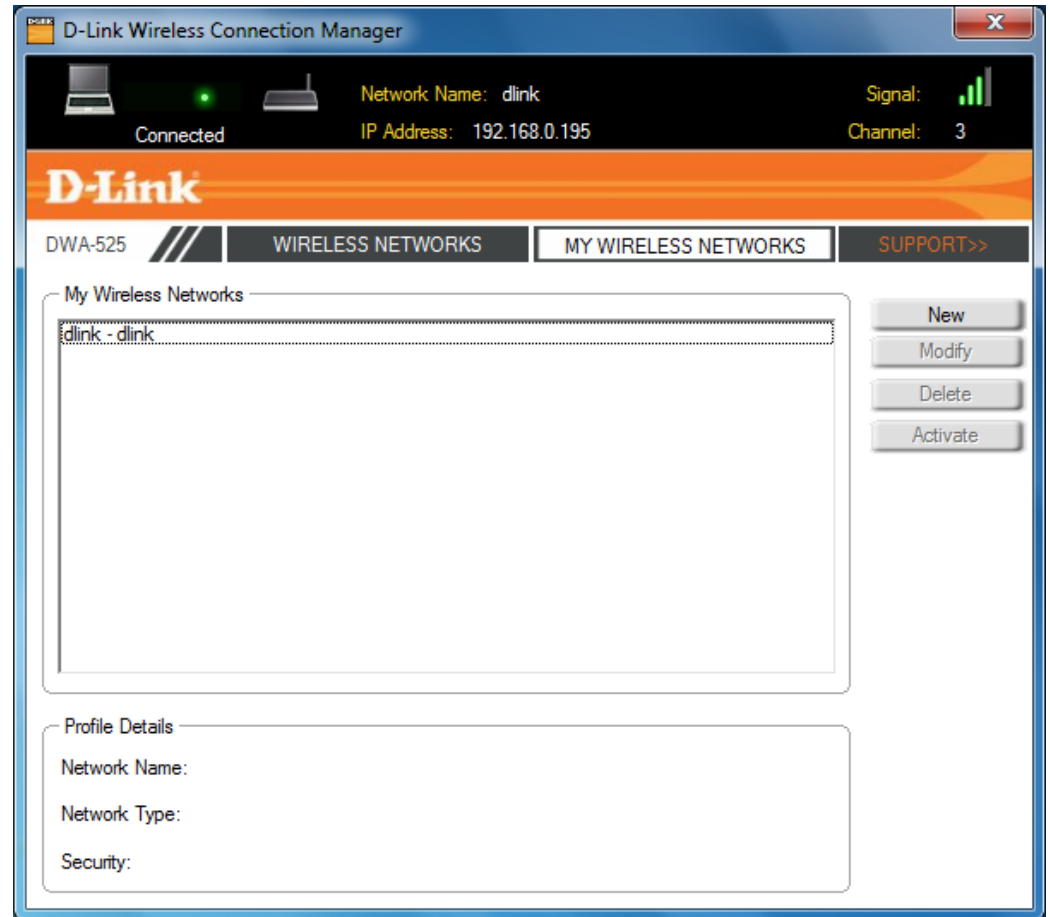 D-Link Wireless Connection Manager
Network Name: dlink
Signal:
Connected
IP Address: 192.168.0.195
Channel: 3
D-Link
DWA-525
WIRELESS NETWORKS
MY WIRELESS NETWORKS
SUPPORT>>
My Wireless Networks
dlink - dlink
New
Modify
Delete
Activate
Profile Details
Network Name:
Network Type:
Security: